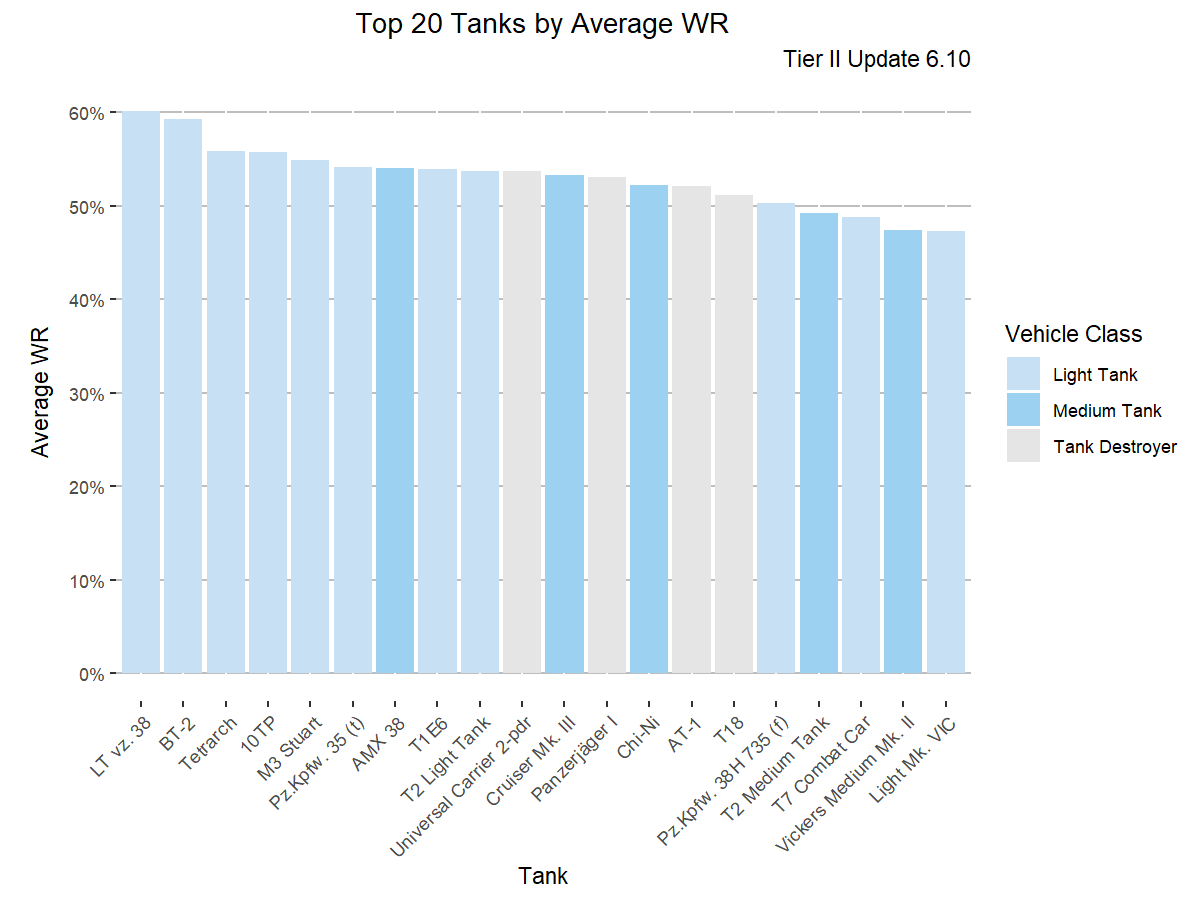 Top 20 Tanks by Average WR
Tier II Update 6.10
60%
50%
40%
30%
20%
10%
0%
Average WR
LT vz. 38
BT-2
Tetrarch
10TP
M3 Stuart
Pz.Kpfw. 35 (t)
AMX 38
T1E6
T2 Light Tank
Universal Carrier 2-pdr
Cruiser Mk. III
Panzerjäger I
Chi-Ni
AT-1
T18
Pz.Kpfw. 38H 735 (f)
T2 Medium Tank
T7 Combat Car
Vickers Medium Mk. II
Light Mk. VIC
Tank
Vehicle Class
Light Tank
Medium Tank
Tank Destroyer